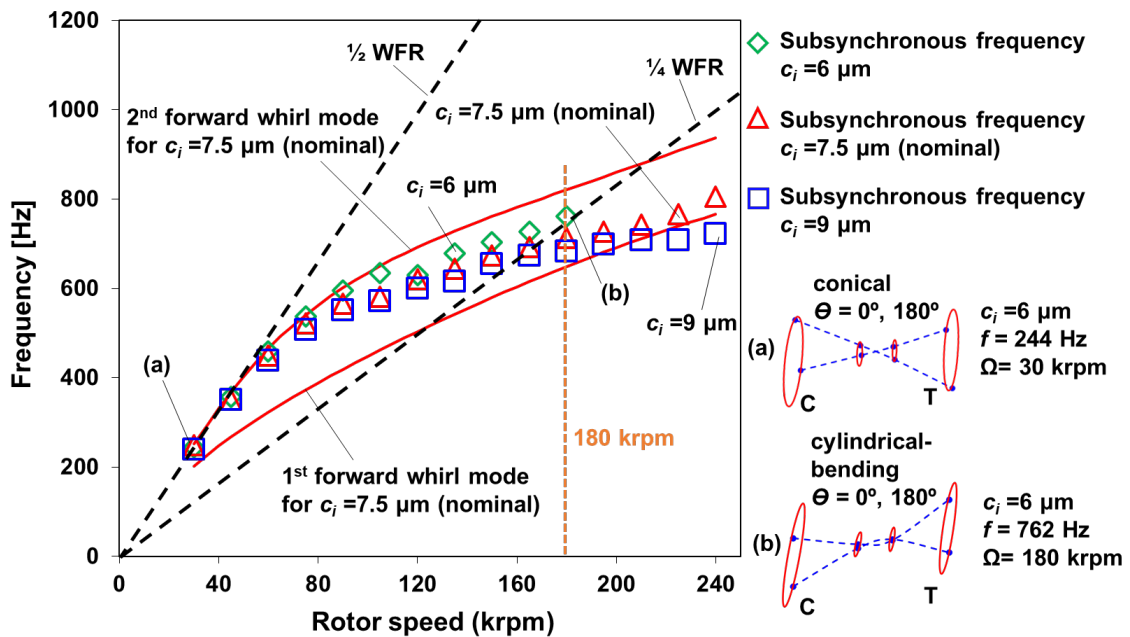 1200
1000
800
600
400
200
0
Frequency [Hz]
0
40
80
120
160
200
240
Rotor speed (krpm)
½ WFR
¼ WFR
2nd forward whirl mode
for ci =7.5 µm (nominal)
ci =7.5 µm (nominal)
ci =6 µm
(a)
(b)
ci =9 µm
180 krpm
1st forward whirl mode
for ci =7.5 µm (nominal)
Subsynchronous frequency
ci =6 µm
Subsynchronous frequency
ci =7.5 µm (nominal)
Subsynchronous frequency
ci =9 µm
conical
ϴ = 0º, 180º
(a)
C
T
ci =6 µm
f = 244 Hz
Ω= 30 krpm
cylindrical-
bending
ϴ = 0º, 180º
(b)
C
T
ci =6 µm
f = 762 Hz
Ω= 180 krpm